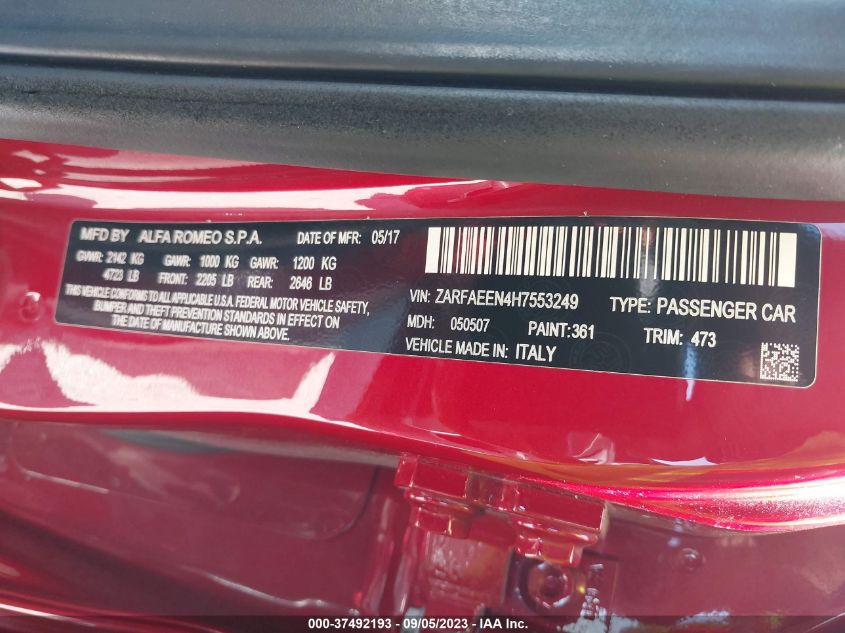 MFD BY ALFA ROMEO S.P.A. DATE OF MFR: 05/17
GVWR: 2142 KG GAWR: 1000 KG GAWR: 1200 KG
4723 LB FRONT: 2205 LB REAR: 2646 LB
THIS VEHICLE CONFORMS TO ALL APPLICABLE U.S.A. FEDERAL MOTOR VEHICLE SAFETY,
BUMPER AND THEFT PREVENTION STANDARDS IN EFFECT ON
THE DATE OF MANUFACTURE SHOWN ABOVE.
VIN: ZARFAEEN4H7553249 TYPE: PASSENGER CAR
MDH: 050507 PAINT:361 TRIM: 473
VEHICLE MADE IN: ITALY
000-37492193 - 09/05/2023 - IAA Inc.